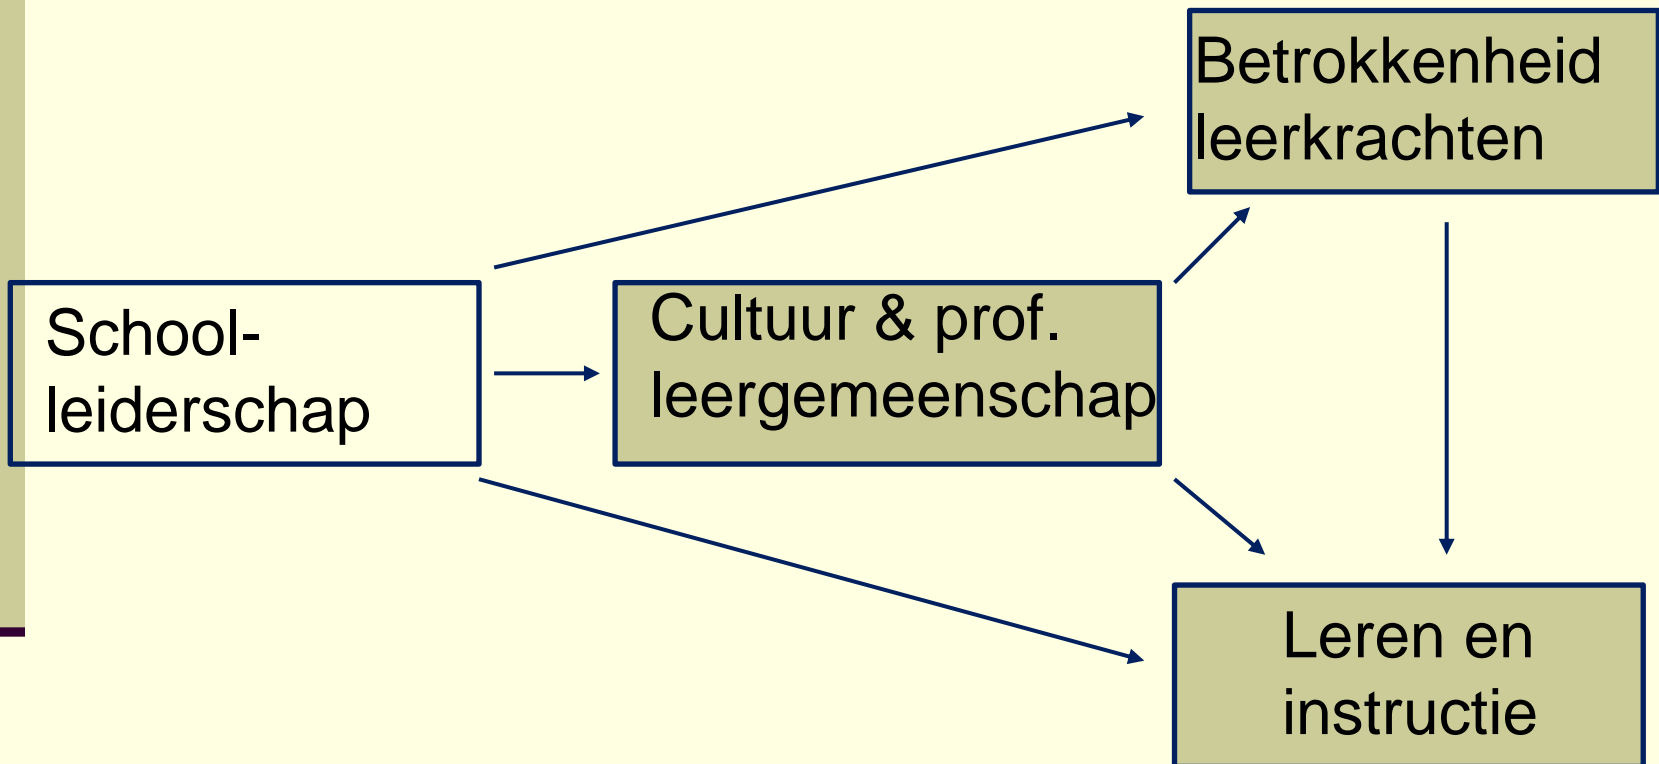 Betrokkenheid
leerkrachten
School-
leiderschap
Cultuur & prof.
leergemeenschap
Leren en
instructie